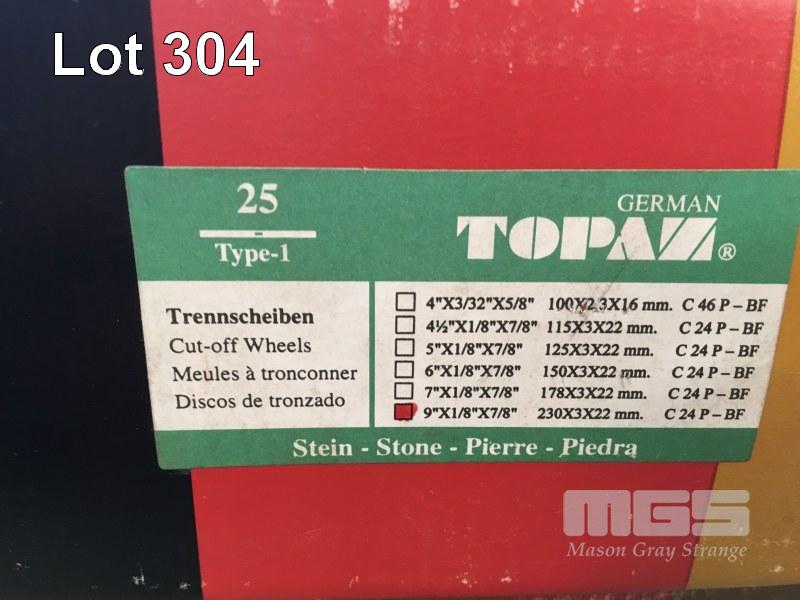 Lot 304
25
Type-1
GERMAN
TOPAZ®
Trennscheiben
Cut-off Wheels
Meules à tronconner
Discos de tronzado
4"X3/32"X5/8" 100X2.3X16 mm. C 46 P – BF
4½"X1/8"X7/8" 115X3X22 mm. C 24 P – BF
5"X1/8"X7/8" 125X3X22 mm. C 24 P – BF
6"X1/8"X7/8" 150X3X22 mm. C 24 P – BF
7"X1/8"X7/8" 178X3X22 mm. C 24 P – BF
9"X1/8"X7/8" 230X3X22 mm. C 24 P – BF
Stein - Stone - Pierre - Piedra
MGS
Mason Gray Strange